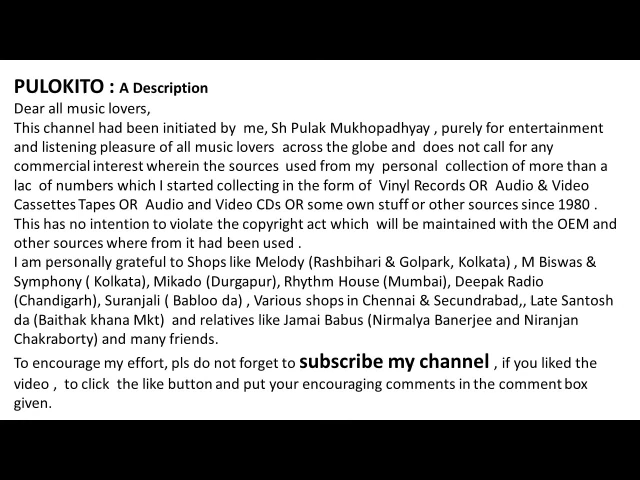 PULOKITO : A Description
Dear all music lovers,
This channel had been initiated by me, Sh Pulak Mukhopadhyay , purely for entertainment
and listening pleasure of all music lovers across the globe and does not call for any
commercial interest wherein the sources used from my personal collection of more than a
lac of numbers which I started collecting in the form of Vinyl Records OR Audio & Video
Cassettes Tapes OR Audio and Video CDs OR some own stuff or other sources since 1980 .
This has no intention to violate the copyright act which will be maintained with the OEM and
other sources where from it had been used .
I am personally grateful to Shops like Melody (Rashbihari & Golpark, Kolkata) , M Biswas &
Symphony ( Kolkata), Mikado (Durgapur), Rhythm House (Mumbai), Deepak Radio
(Chandigarh), Suranjali ( Babloo da) , Various shops in Chennai & Secundrabad,, Late Santosh
da (Baithak khana Mkt) and relatives like Jamai Babus (Nirmalya Banerjee and Niranjan
Chakraborty) and many friends.
To encourage my effort, pls do not forget to subscribe my channel , if you liked the
video , to click the like button and put your encouraging comments in the comment box
given.